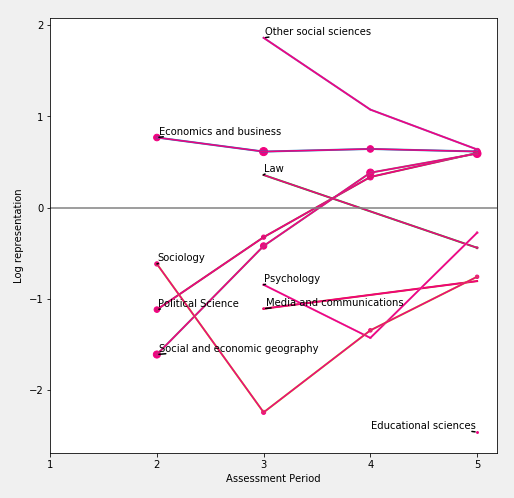 2
Other social sciences
1
Economics and business
Law
0
Sociology
Psychology
−1
Political Science
Media and communications
Social and economic geography
−2
Educational sciences
1
2
3
4
5
Assessment Period
Log representation